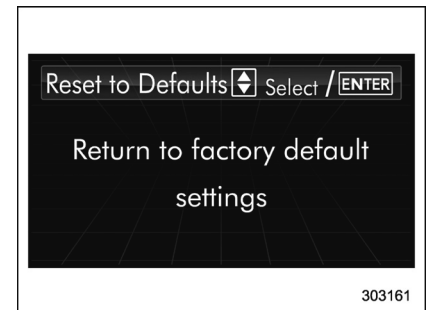 Reset to Defaults Select / ENTER
Return to factory default
settings
303161